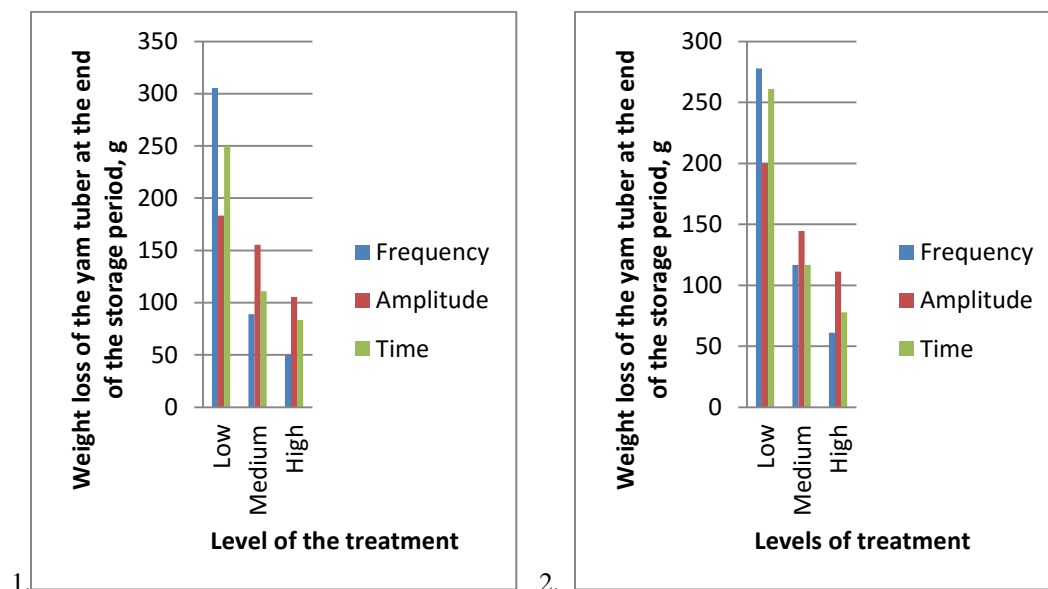 Weight loss of the yam tuber at the end
of the storage period, g
350
300
250
200
150
100
50
0
Low
Medium
High
Level of the treatment
Frequency
Amplitude
Time
1.
Weight loss of the yam tuber at the end
of the storage period, g
300
250
200
150
100
50
0
Low
Medium
High
Levels of treatment
Frequency
Amplitude
Time
2.